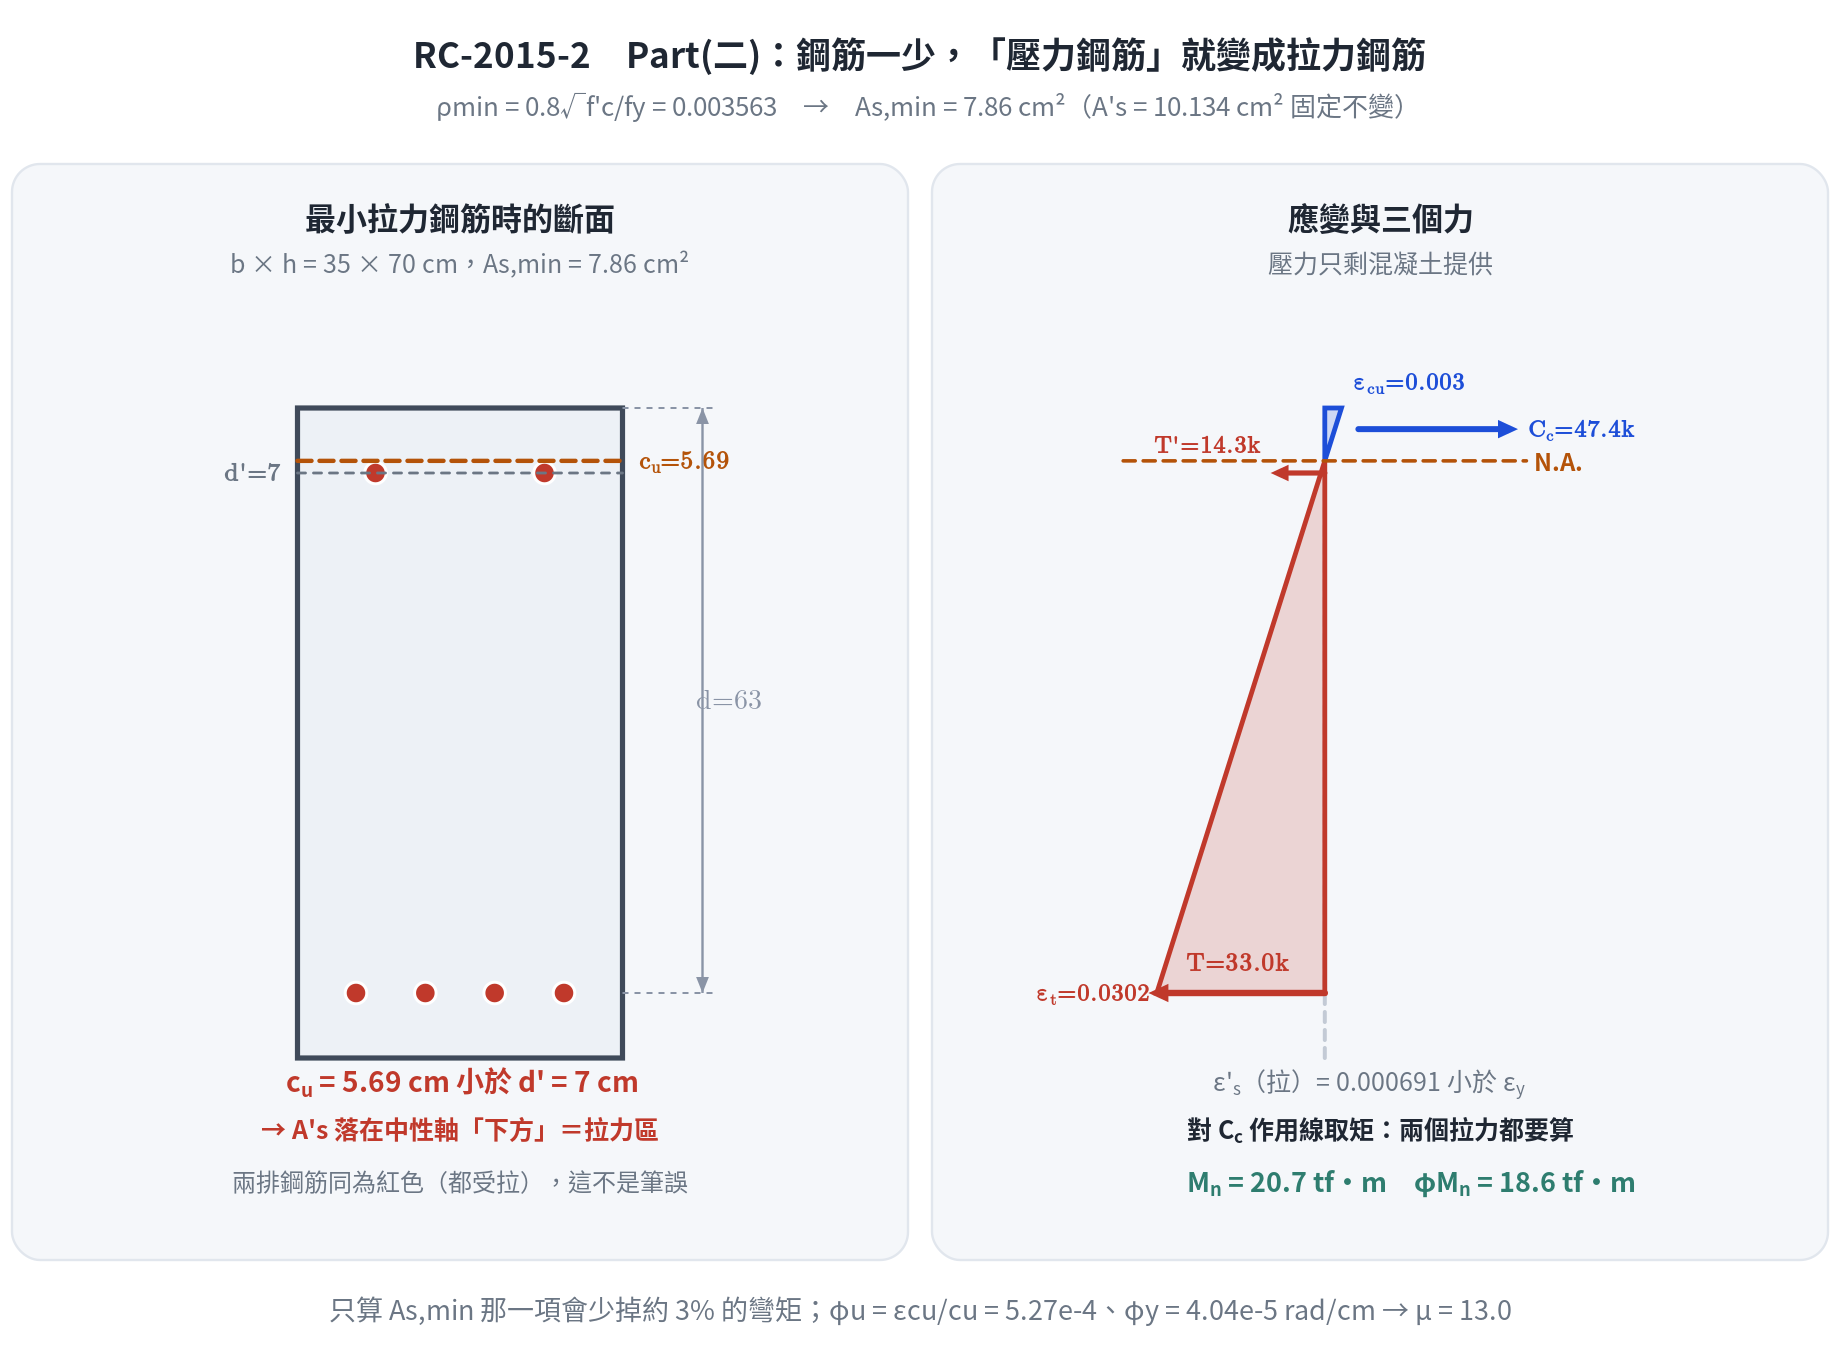 RC-2015-2　Part(二)：鋼筋一少，「壓力鋼筋」就變成拉力鋼筋
ρmin = 0.8√f'c/fy = 0.003563　→　As,min = 7.86 cm²（A's = 10.134 cm² 固定不變）
最小拉力鋼筋時的斷面
b × h = 35 × 70 cm，As,min = 7.86 cm²
d'=7
cu=5.69
d=63
cu = 5.69 cm 小於 d' = 7 cm
→ A's 落在中性軸「下方」＝拉力區
兩排鋼筋同為紅色（都受拉），這不是筆誤
應變與三個力
壓力只剩混凝土提供
εcu=0.003
Cc=47.4k
T'=14.3k
N.A.
T=33.0k
εt=0.0302
ε's（拉）= 0.000691 小於 εy
對 Cc 作用線取矩：兩個拉力都要算
Mn = 20.7 tf・m　ϕMn = 18.6 tf・m
只算 As,min 那一項會少掉約 3% 的彎矩；ϕu = εcu/cu = 5.27e-4、ϕy = 4.04e-5 rad/cm → μ = 13.0